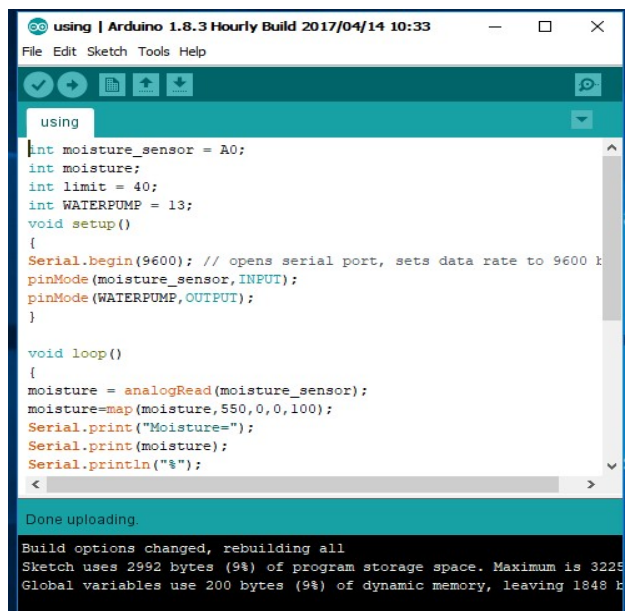 using | Arduino 1.8.3 Hourly Build 2017/04/14 10:33
File Edit Sketch Tools Help
using
int moisture_sensor = A0;
int moisture;
int limit = 40;
int WATERPUMP = 13;
void setup()
{
Serial.begin(9600); // opens serial port, sets data rate to 9600 b
pinMode(moisture_sensor,INPUT);
pinMode(WATERPUMP,OUTPUT);
}
void loop()
{
moisture = analogRead(moisture_sensor);
moisture=map(moisture,550,0,0,100);
Serial.print("Moisture=");
Serial.print(moisture);
Serial.println("%");
Done uploading.
Build options changed, rebuilding all
Sketch uses 2992 bytes (9%) of program storage space. Maximum is 3225
Global variables use 200 bytes (9%) of dynamic memory, leaving 1848 b